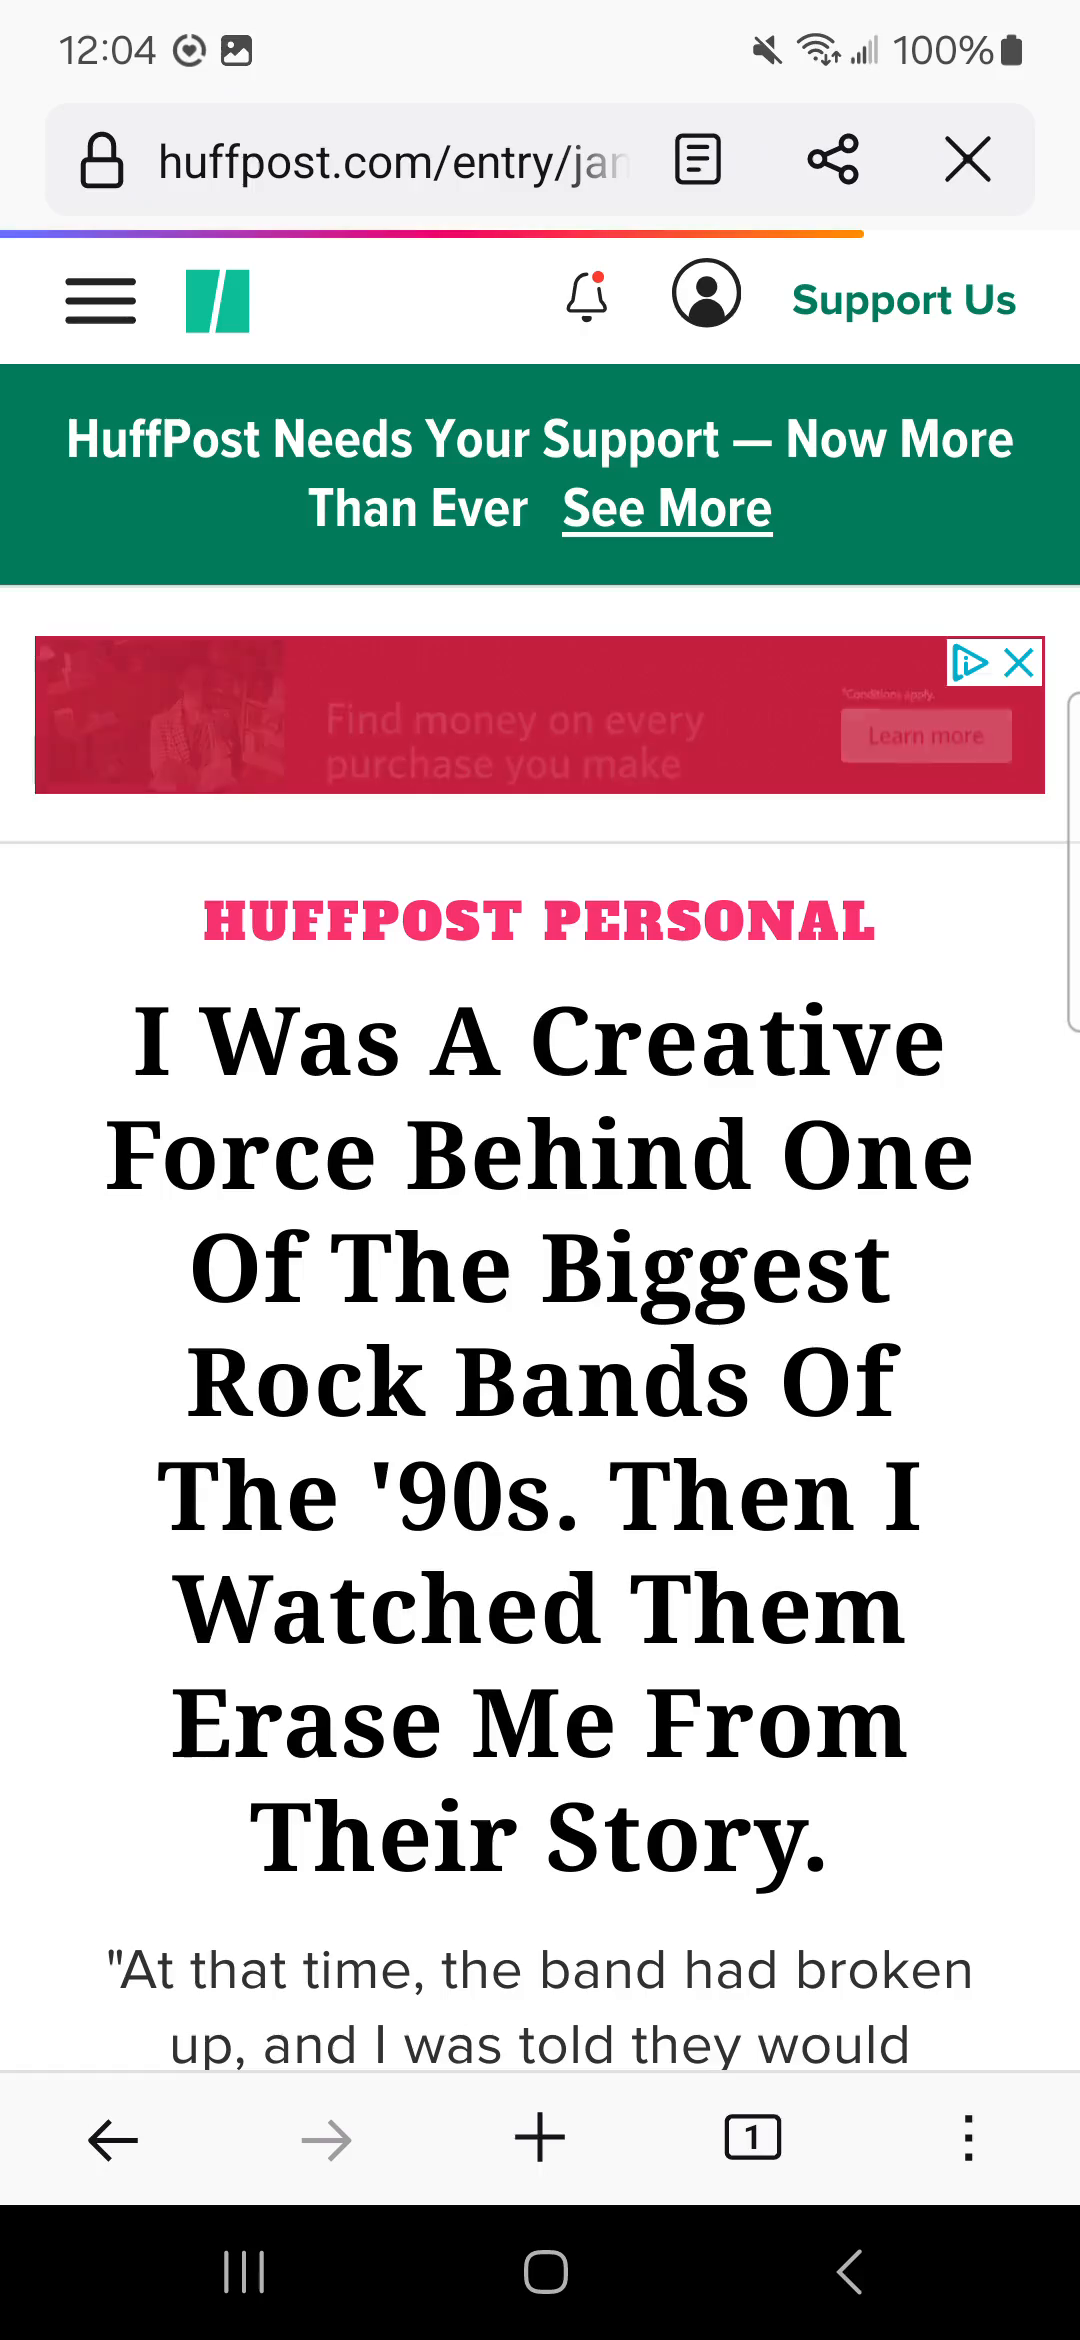 12:04 100%
huffpost.com/entry/jan
Support Us
HuffPost Needs Your Support — Now More
Than Ever See More
*Conditions apply.
Find money on every
purchase you make
Learn more
HUFFPOST PERSONAL
I Was A Creative
Force Behind One
Of The Biggest
Rock Bands Of
The '90s. Then I
Watched Them
Erase Me From
Their Story.
"At that time, the band had broken
up, and I was told they would
1